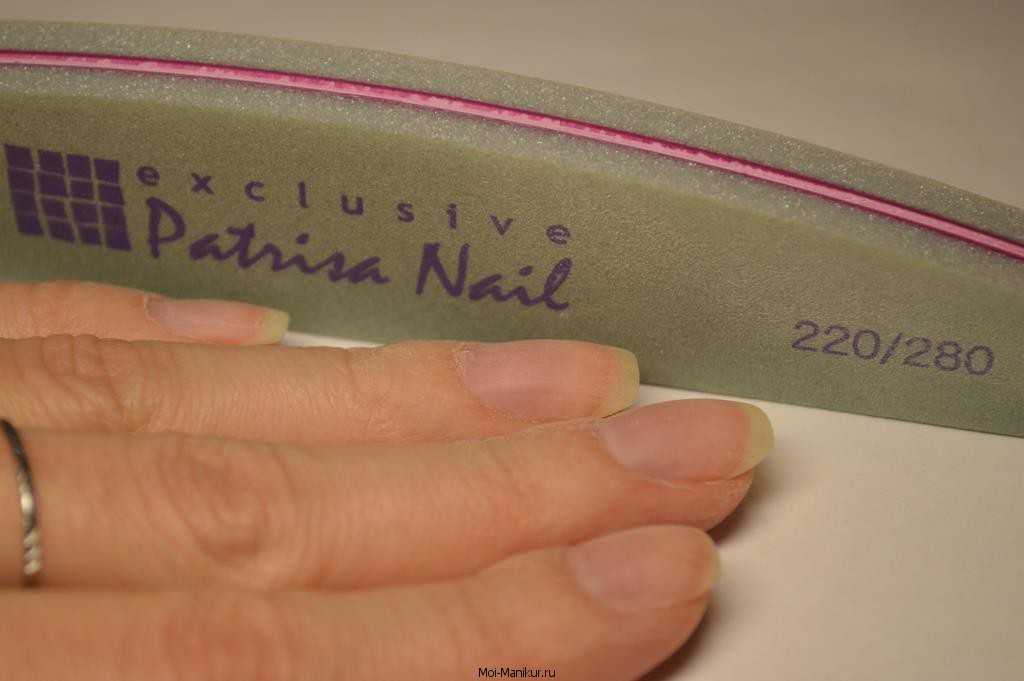 exclusive
Patrisa Nail
220/280
Moi-Manikur.ru